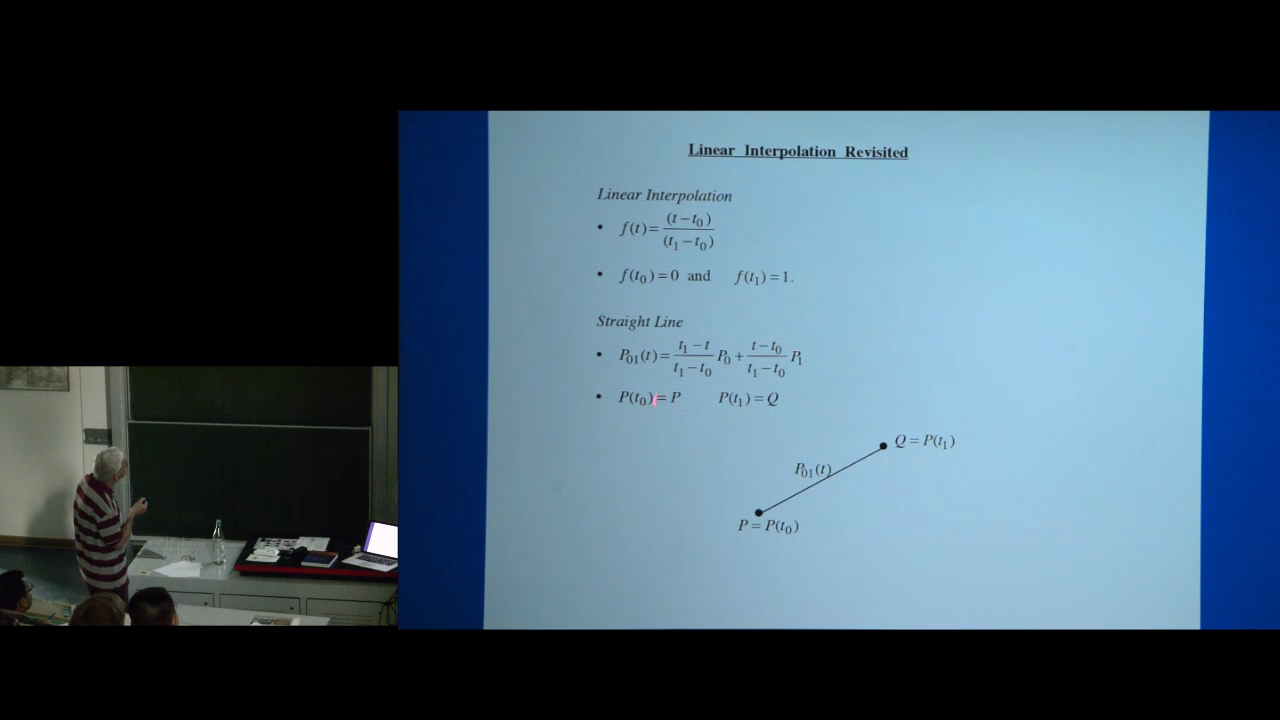 Linear Interpolation Revisited
Linear Interpolation
• f(t) = (t − t₀) / (t₁ − t₀)
• f(t₀) = 0 and f(t₁) = 1.
Straight Line
• P₀₁(t) = (t₁ − t)/(t₁ − t₀) P₀ + (t − t₀)/(t₁ − t₀) P₁
• P(t₀) = P P(t₁) = Q
Q = P(t₁)
P₀₁(t)
P = P(t₀)